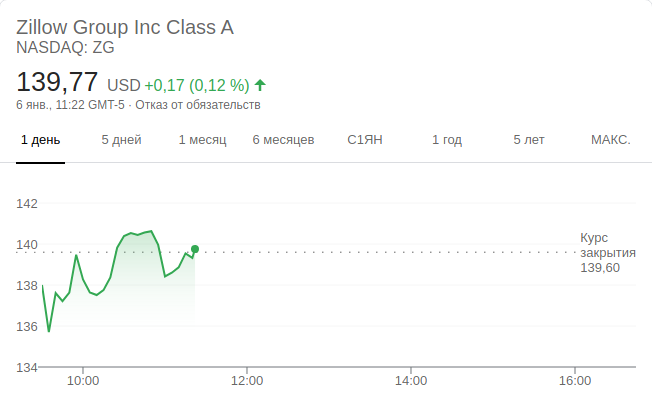 Zillow Group Inc Class A
NASDAQ: ZG
139,77 USD +0,17 (0,12 %)
6 янв., 11:22 GMT-5 · Отказ от обязательств
1 день 5 дней 1 месяц 6 месяцев С1ЯН 1 год 5 лет МАКС.
142
140
138
136
134
Курс
закрытия
139,60
10:00 12:00 14:00 16:00